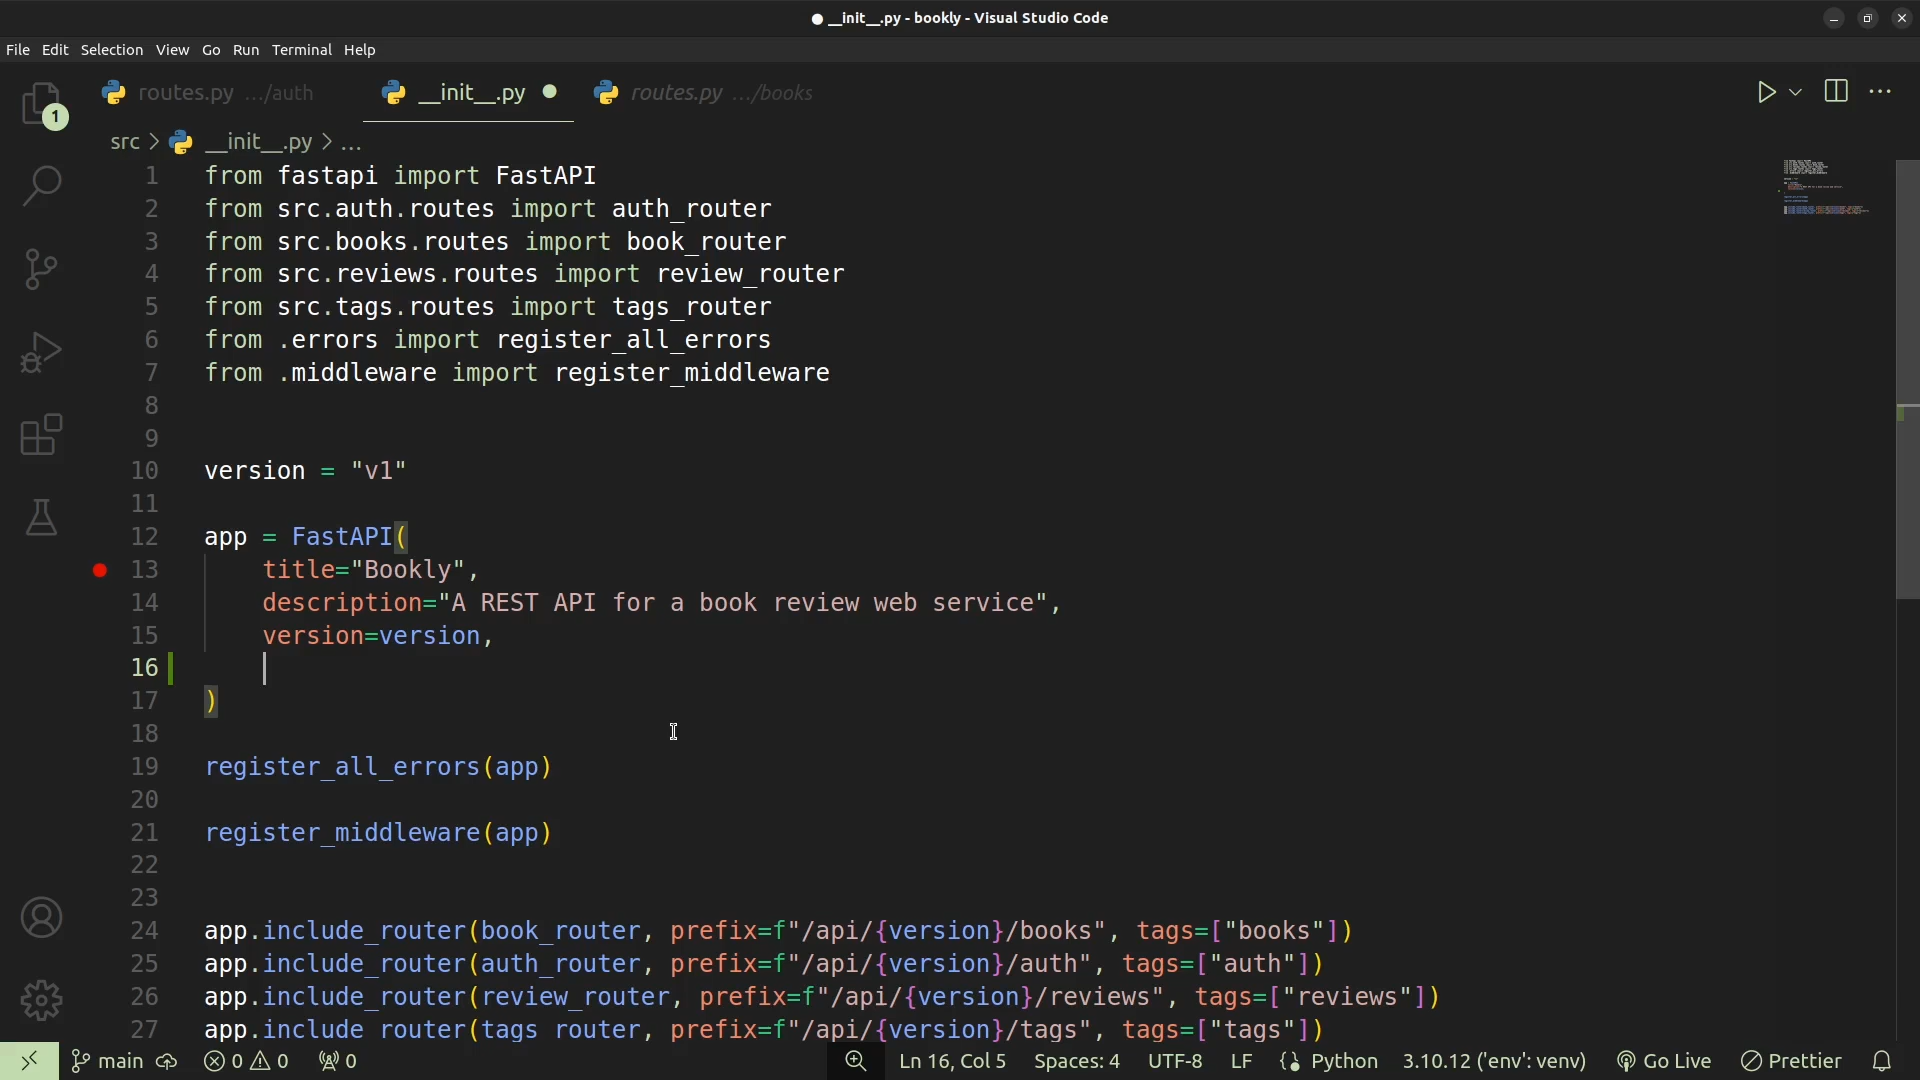 __init__.py - bookly - Visual Studio Code
File Edit Selection View Go Run Terminal Help
routes.py .../auth __init__.py routes.py .../books
1
src > __init__.py > ...
1 from fastapi import FastAPI
2 from src.auth.routes import auth_router
3 from src.books.routes import book_router
4 from src.reviews.routes import review_router
5 from src.tags.routes import tags_router
6 from .errors import register_all_errors
7 from .middleware import register_middleware
8
9
10 version = "v1"
11
12 app = FastAPI(
13 title="Bookly",
14 description="A REST API for a book review web service",
15 version=version,
16
17 )
18
19 register_all_errors(app)
20
21 register_middleware(app)
22
23
24 app.include_router(book_router, prefix=f"/api/{version}/books", tags=["books"])
25 app.include_router(auth_router, prefix=f"/api/{version}/auth", tags=["auth"])
26 app.include_router(review_router, prefix=f"/api/{version}/reviews", tags=["reviews"])
27 app.include_router(tags_router, prefix=f"/api/{version}/tags", tags=["tags"])
main 0 0 0 Ln 16, Col 5 Spaces: 4 UTF-8 LF Python 3.10.12 ('env': venv) Go Live Prettier